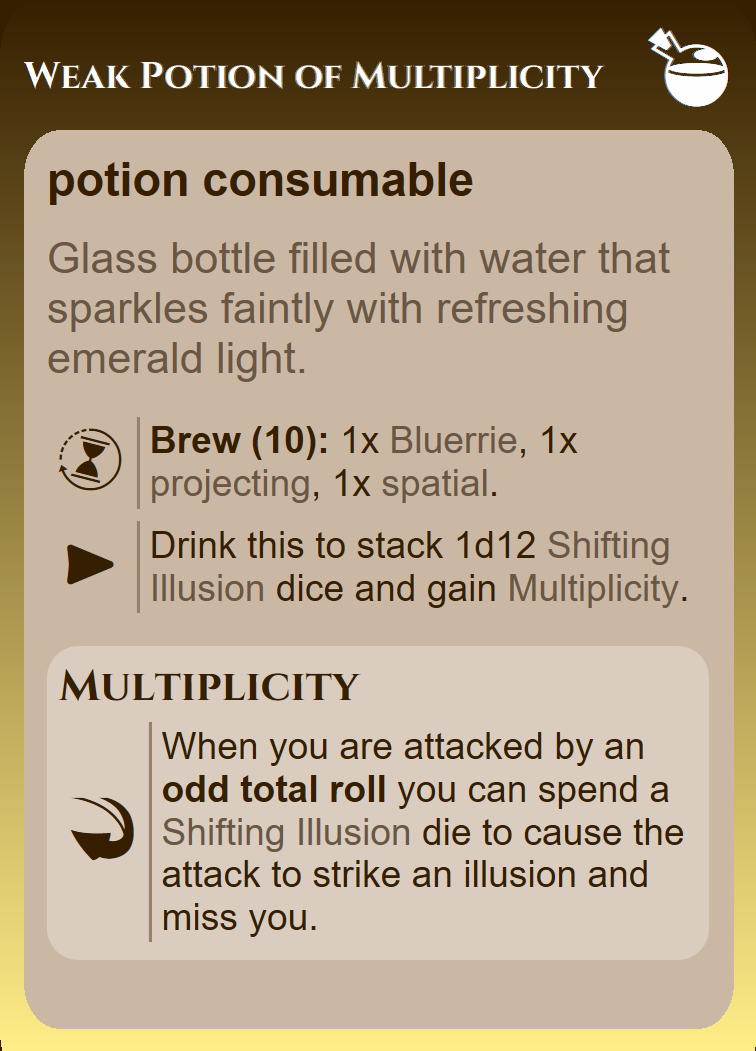 Weak Potion of Multiplicity
potion consumable
Glass bottle filled with water that
sparkles faintly with refreshing
emerald light.
Brew (10): 1x Bluerrie, 1x
projecting, 1x spatial.
Drink this to stack 1d12 Shifting
Illusion dice and gain Multiplicity.
Multiplicity
When you are attacked by an
odd total roll you can spend a
Shifting Illusion die to cause the
attack to strike an illusion and
miss you.